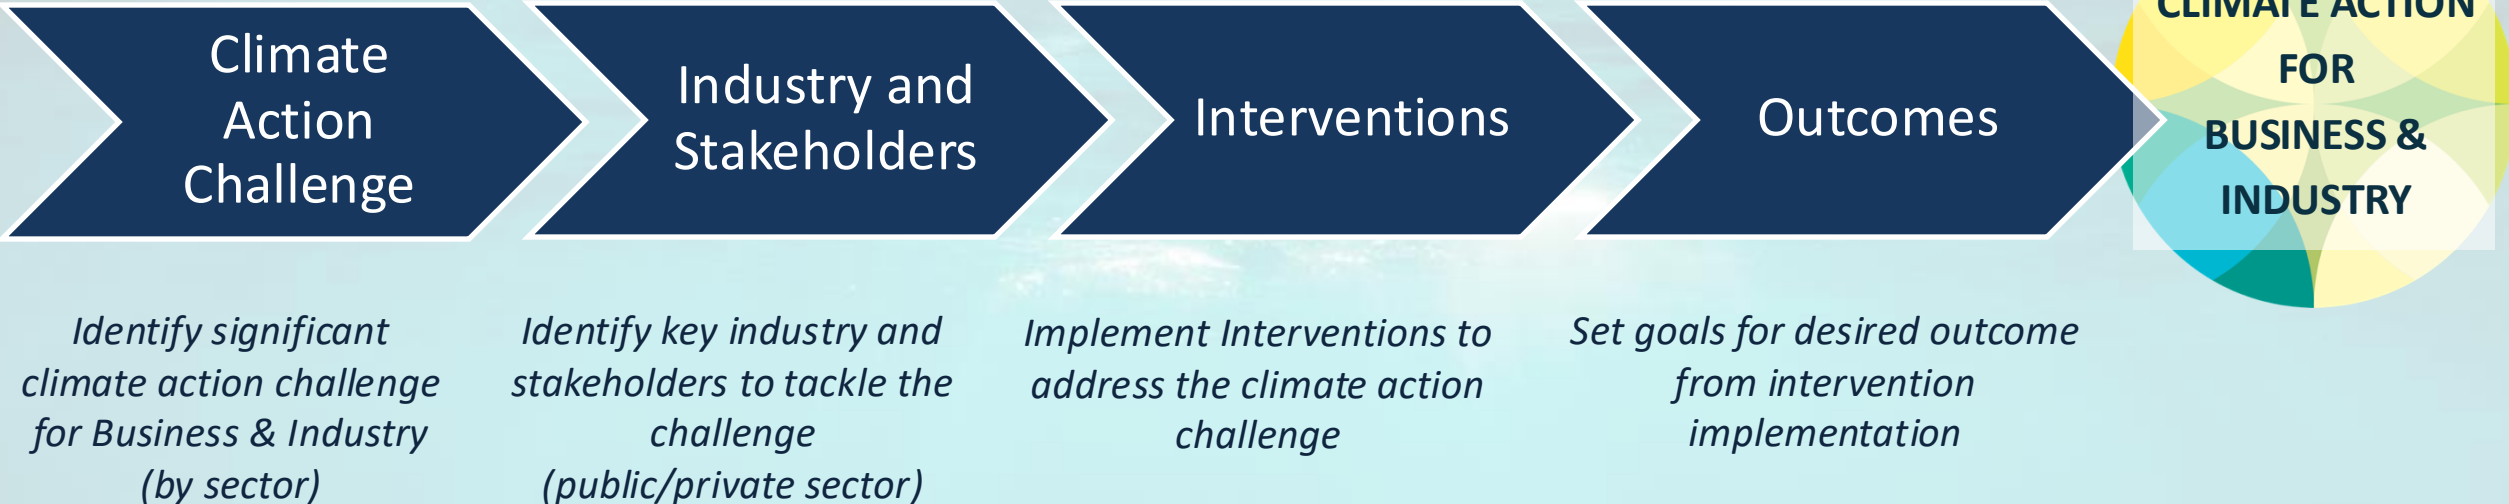 Climate
Action
Challenge
Industry and
Stakeholders
Interventions
Outcomes
CLIMATE ACTION
FOR
BUSINESS &
INDUSTRY
Identify significant
climate action challenge
for Business & Industry
(by sector)
Identify key industry and
stakeholders to tackle the
challenge
(public/private sector)
Implement Interventions to
address the climate action
challenge
Set goals for desired outcome
from intervention
implementation